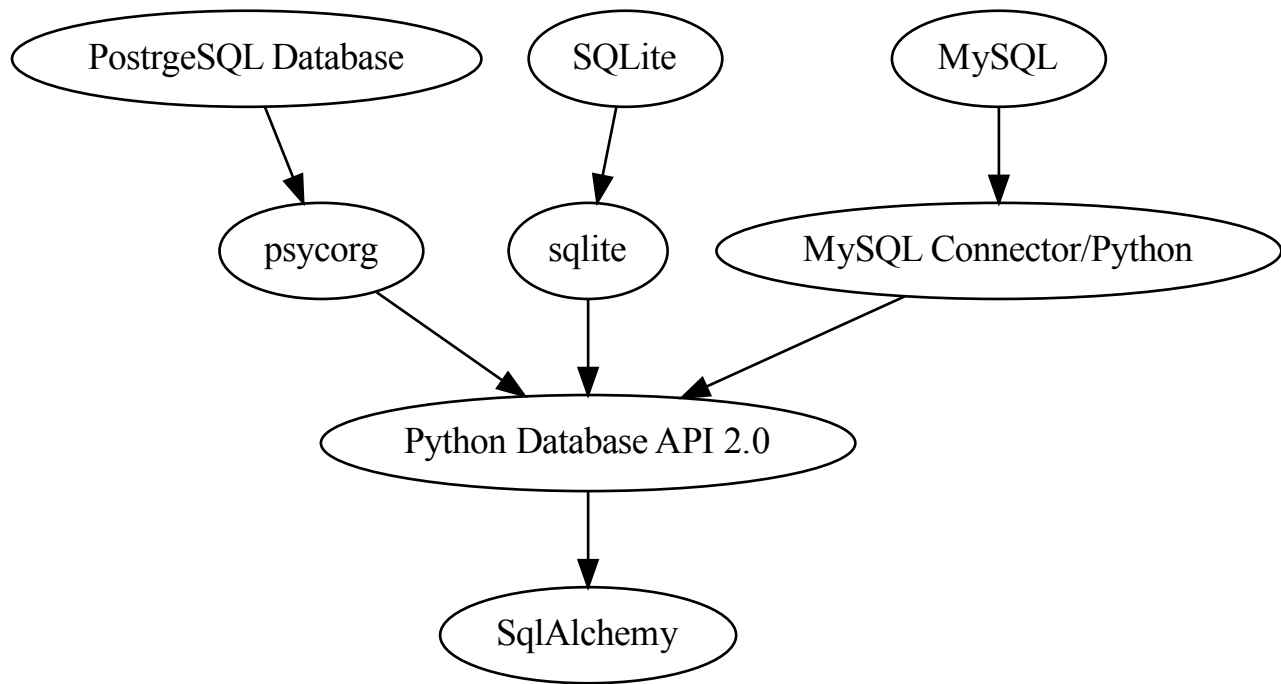 PostrgeSQL Database
SQLite
MySQL
psycorg
sqlite
MySQL Connector/Python
Python Database API 2.0
SqlAlchemy